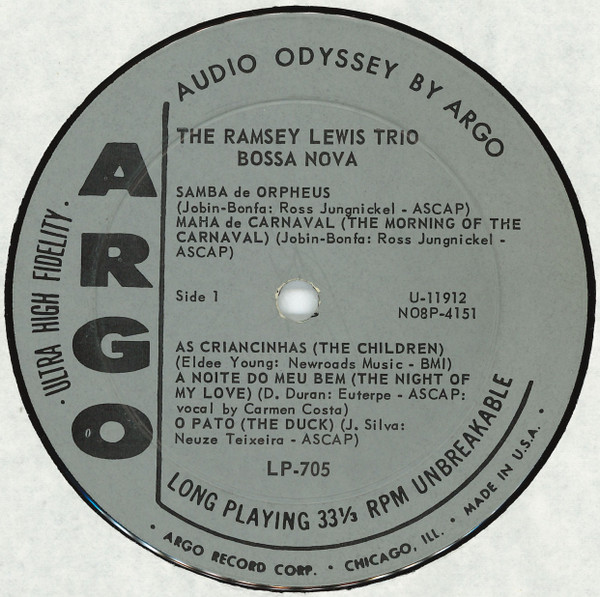 AUDIO ODYSSEY BY ARGO
THE RAMSEY LEWIS TRIO
BOSSA NOVA
SAMBA de ORPHEUS
(Jobin-Bonfa: Ross Jungnickel - ASCAP)
MAHA de CARNAVAL (THE MORNING OF THE
CARNAVAL) (Jobin-Bonfa: Ross Jungnickel -
ASCAP)
ARGO
· ULTRA HIGH FIDELITY ·
Side 1
U-11912
NO8P-4151
AS CRIANCINHAS (THE CHILDREN)
(Eldee Young: Newroads Music - BMI)
A NOITE DO MEU BEM (THE NIGHT OF
MY LOVE) (D. Duran: Euterpe - ASCAP:
vocal by Carmen Costa)
O PATO (THE DUCK) (J. Silva:
Neuze Teixeira - ASCAP)
LP-705
LONG PLAYING 33⅓ RPM UNBREAKABLE
· ARGO RECORD CORP. · CHICAGO, ILL. · MADE IN U.S.A. ·